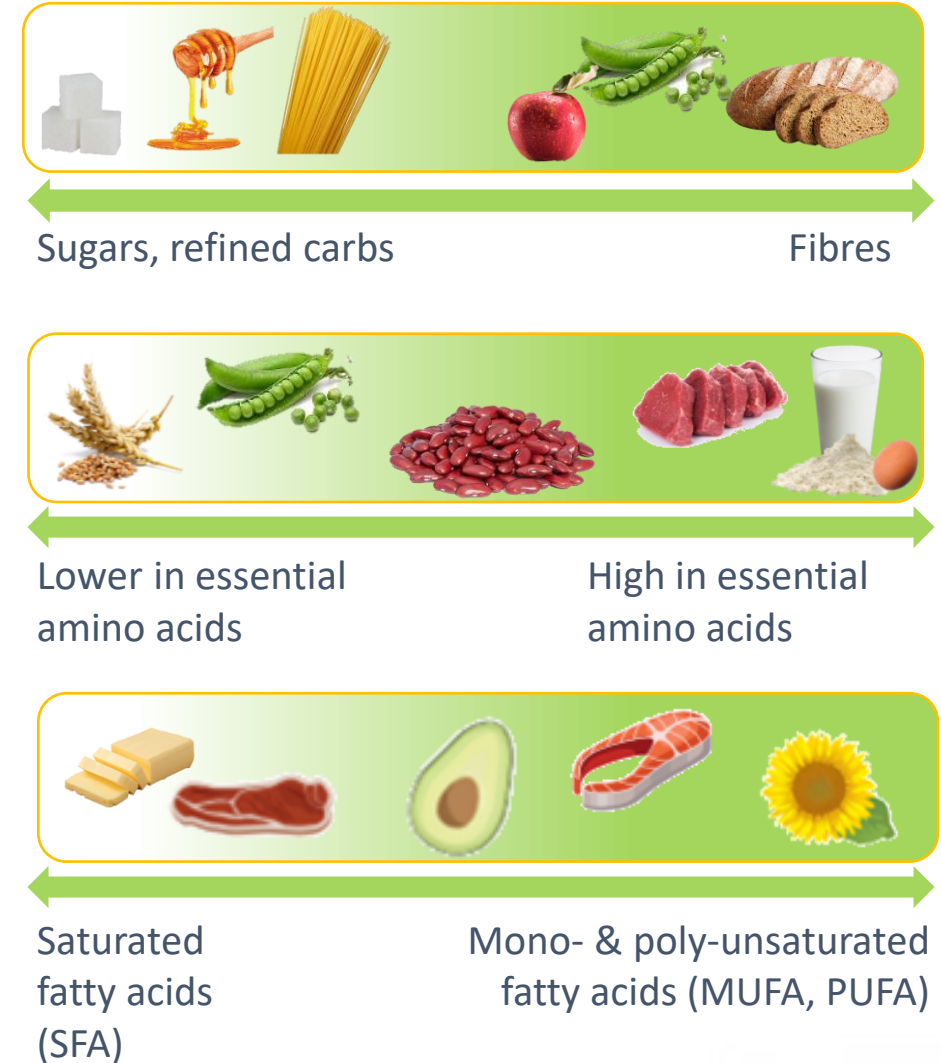 Sugars, refined carbs
Fibres
Lower in essential
amino acids
High in essential
amino acids
Saturated
fatty acids
(SFA)
Mono- & poly-unsaturated
fatty acids (MUFA, PUFA)